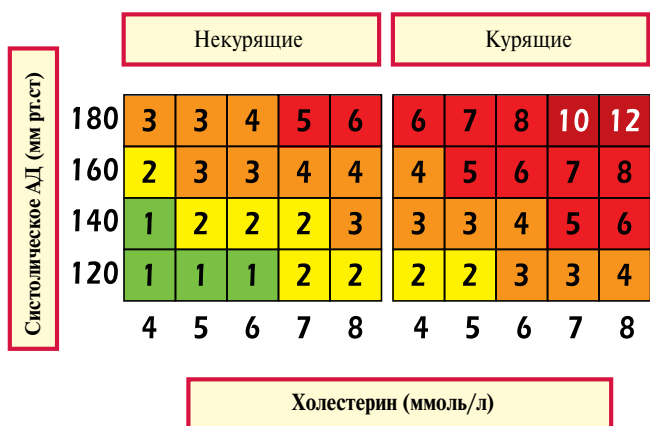 Некурящие Курящие
Систолическое АД (мм рт.ст)
180 3 3 4 5 6 6 7 8 10 12
160 2 3 3 4 4 4 5 6 7 8
140 1 2 2 2 3 3 3 4 5 6
120 1 1 1 2 2 2 2 3 3 4
4 5 6 7 8 4 5 6 7 8
Холестерин (ммоль/л)